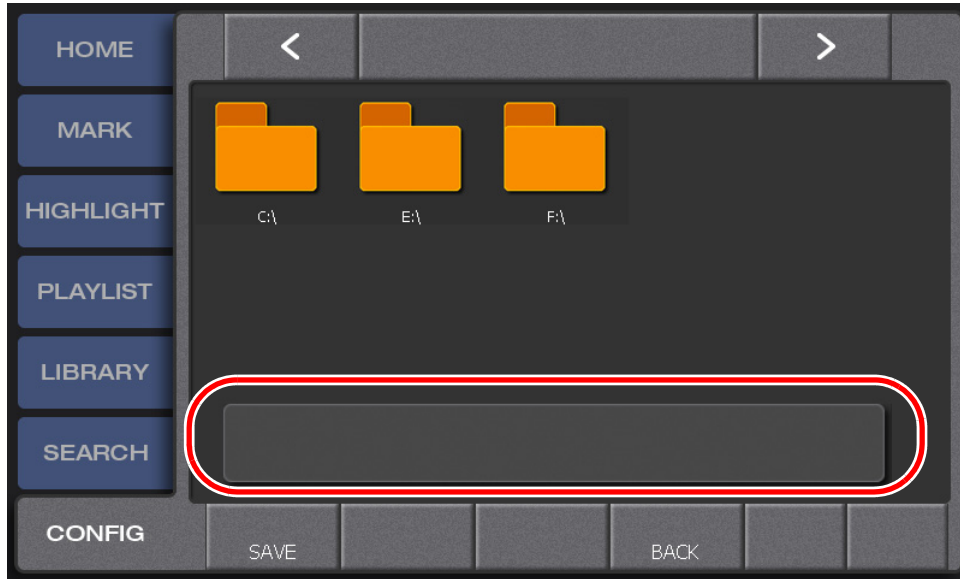 HOME
<
>
MARK
HIGHLIGHT
PLAYLIST
LIBRARY
SEARCH
CONFIG
C:\
E:\
F:\
SAVE
BACK